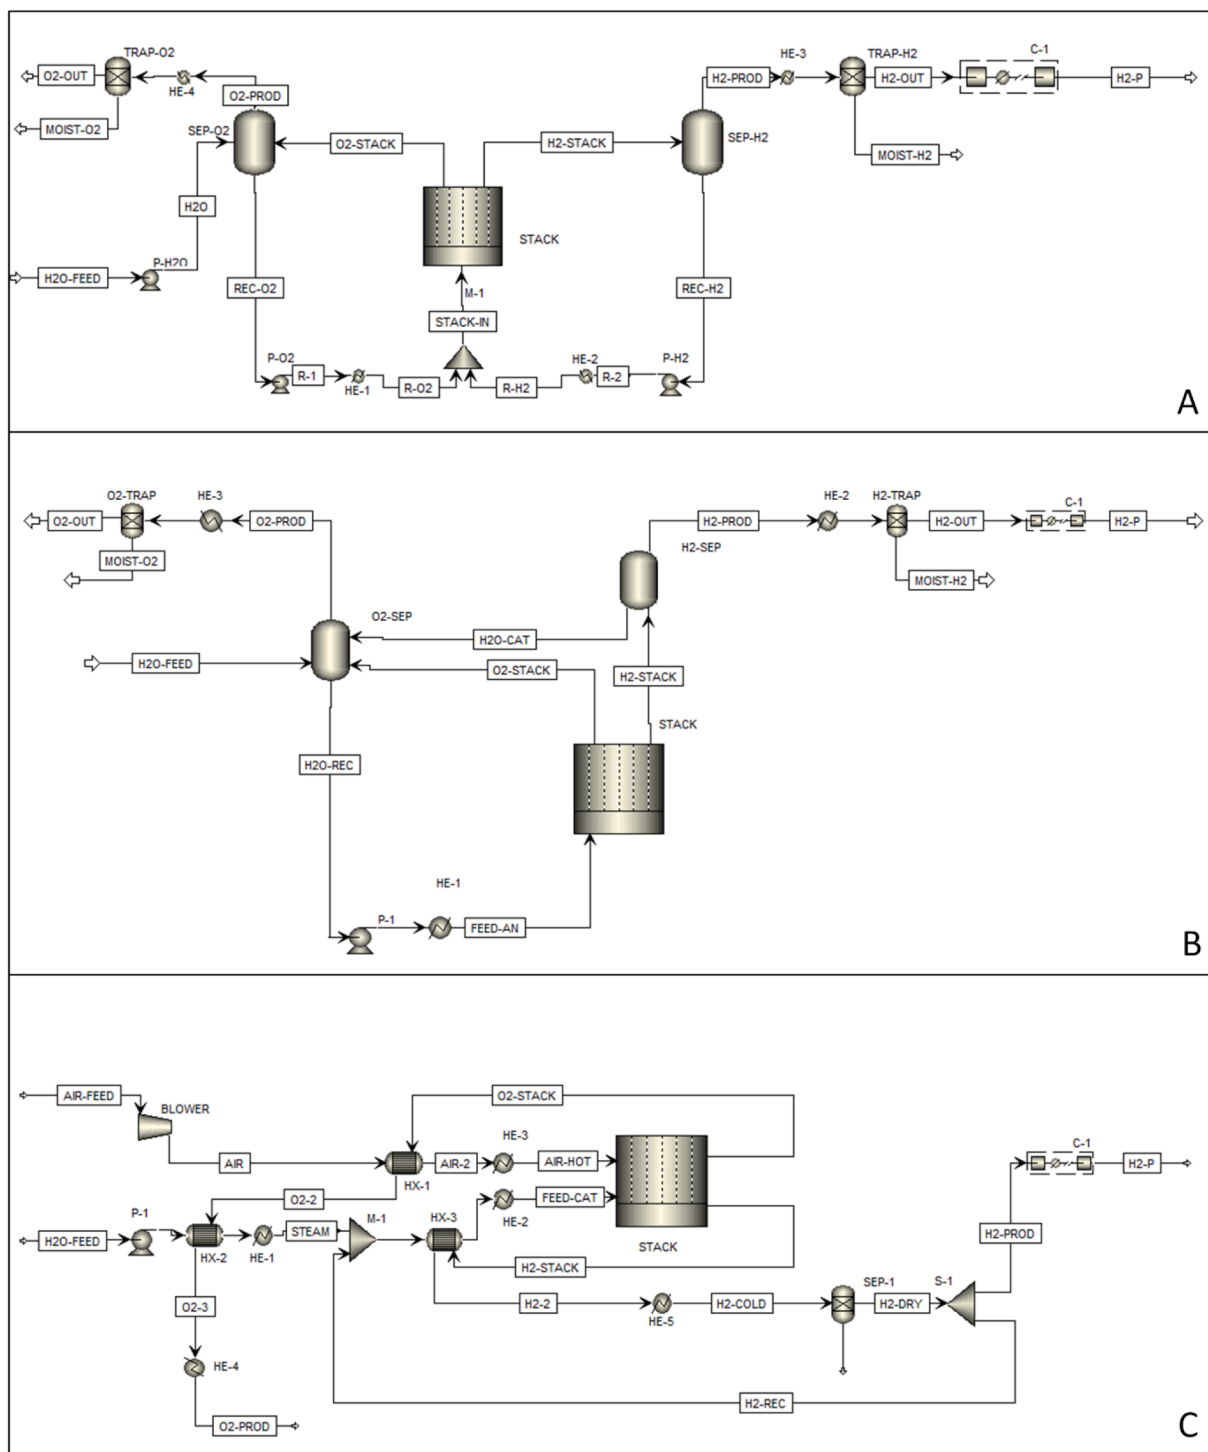 TRAP-O2
HE-3
TRAP-H2
C-1
O2-OUT
HE-4
O2-PROD
H2-PROD
H2-OUT
H2-P
MOIST-O2
SEP-O2
O2-STACK
H2-STACK
SEP-H2
MOIST-H2
H2O
STACK
H2O-FEED
P-H2O
REC-O2
M-1
REC-H2
STACK-IN
P-O2
R-1
HE-1
R-O2
R-H2
HE-2
R-2
P-H2
A
O2-TRAP
HE-3
HE-2
H2-TRAP
C-1
O2-OUT
O2-PROD
H2-PROD
H2-OUT
H2-P
MOIST-O2
H2-SEP
MOIST-H2
O2-SEP
H2O-CAT
H2O-FEED
O2-STACK
H2-STACK
STACK
H2O-REC
HE-1
P-1
FEED-AN
B
AIR-FEED
BLOWER
O2-STACK
HE-3
AIR
AIR-2
AIR-HOT
C-1
H2-P
HX-1
O2-2
FEED-CAT
P-1
M-1
HX-3
HE-2
H2O-FEED
HX-2
HE-1
STEAM
STACK
H2-PROD
H2-STACK
O2-3
H2-2
HE-5
H2-COLD
SEP-1
H2-DRY
S-1
HE-4
H2-REC
O2-PROD
C